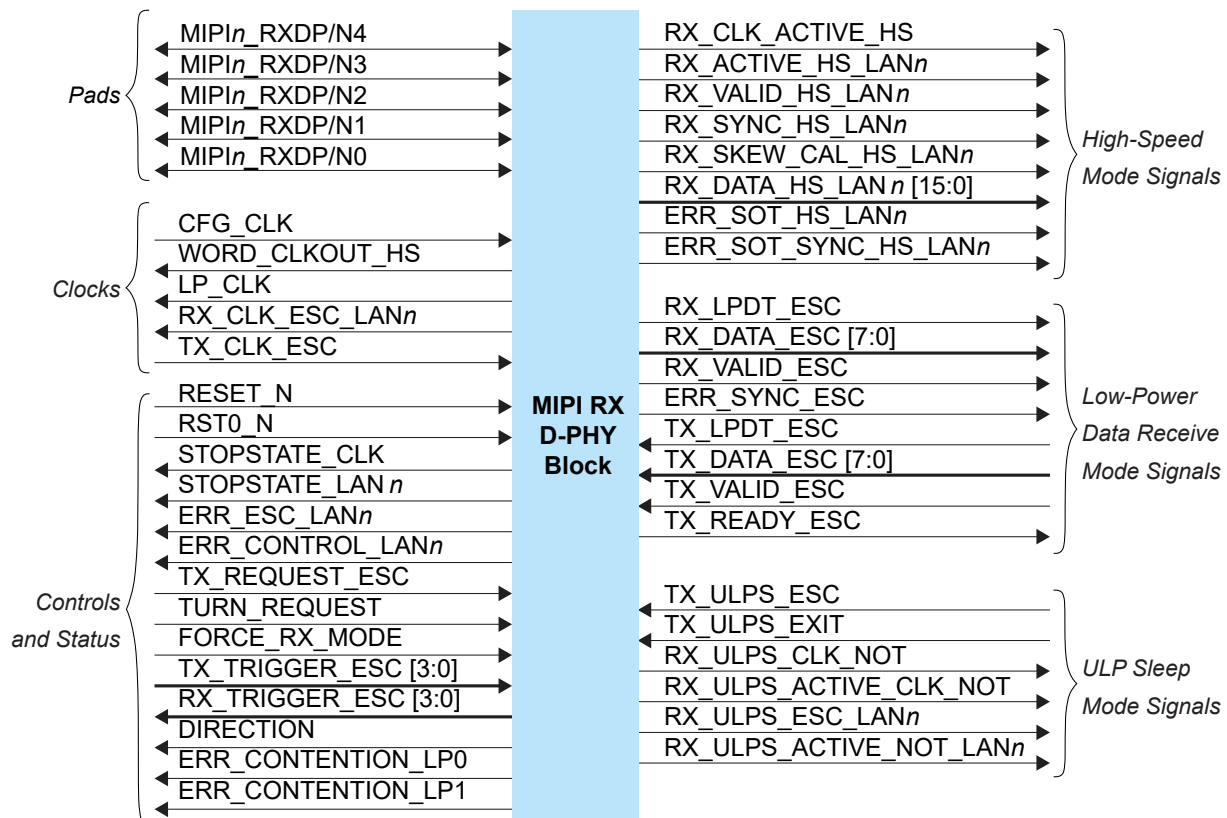 MIPIn_RXDP/N4
MIPIn_RXDP/N3
MIPIn_RXDP/N2
MIPIn_RXDP/N1
MIPIn_RXDP/N0
Pads
CFG_CLK
WORD_CLKOUT_HS
LP_CLK
RX_CLK_ESC_LANn
TX_CLK_ESC
Clocks
RESET_N
RST0_N
STOPSTATE_CLK
STOPSTATE_LAN n
ERR_ESC_LANn
ERR_CONTROL_LANn
TX_REQUEST_ESC
TURN_REQUEST
FORCE_RX_MODE
TX_TRIGGER_ESC [3:0]
RX_TRIGGER_ESC [3:0]
DIRECTION
ERR_CONTENTION_LP0
ERR_CONTENTION_LP1
Controls
and Status
MIPI RX
D-PHY
Block
RX_CLK_ACTIVE_HS
RX_ACTIVE_HS_LANn
RX_VALID_HS_LANn
RX_SYNC_HS_LANn
RX_SKEW_CAL_HS_LANn
RX_DATA_HS_LAN n [15:0]
ERR_SOT_HS_LANn
ERR_SOT_SYNC_HS_LANn
High-Speed
Mode Signals
RX_LPDT_ESC
RX_DATA_ESC [7:0]
RX_VALID_ESC
ERR_SYNC_ESC
TX_LPDT_ESC
TX_DATA_ESC [7:0]
TX_VALID_ESC
TX_READY_ESC
Low-Power
Data Receive
Mode Signals
TX_ULPS_ESC
TX_ULPS_EXIT
RX_ULPS_CLK_NOT
RX_ULPS_ACTIVE_CLK_NOT
RX_ULPS_ESC_LANn
RX_ULPS_ACTIVE_NOT_LANn
ULP Sleep
Mode Signals